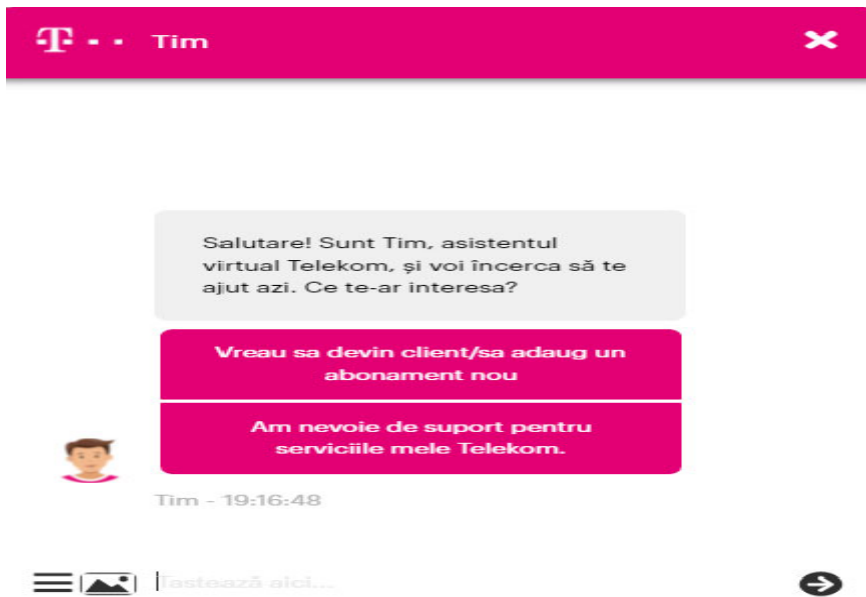 T Tim
Salutare! Sunt Tim, asistentul
virtual Telekom, și voi încerca să te
ajut azi. Ce te-ar interesa?
Vreau sa devin client/sa adaug un
abonament nou
Am nevoie de suport pentru
serviciile mele Telekom.
Tim - 19:16:48
Tastează aici...